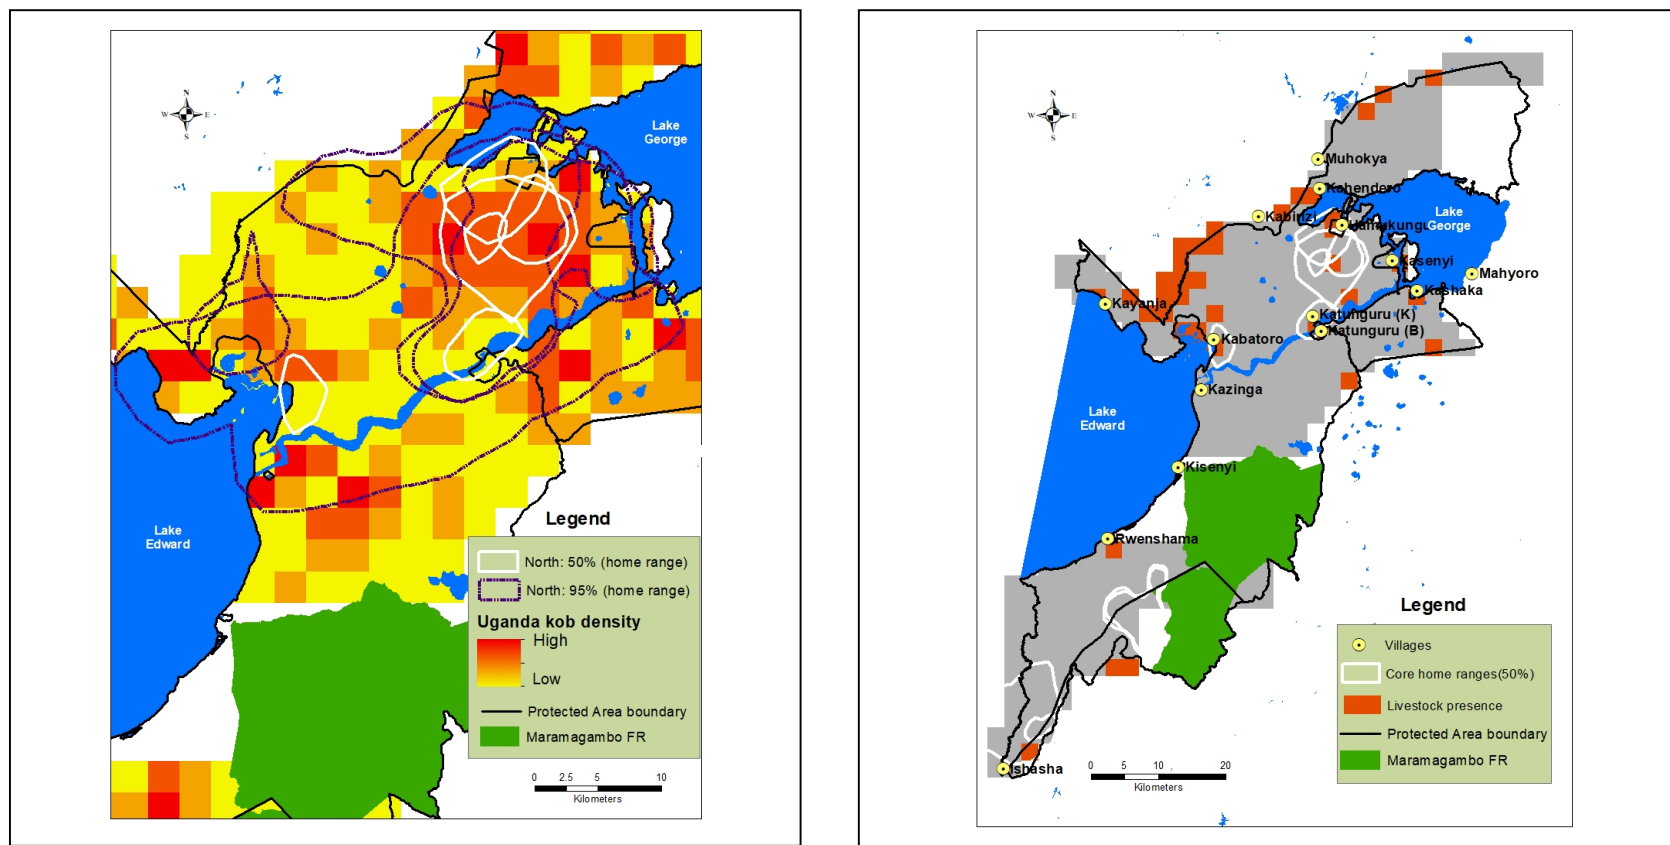 N
W E
S
Lake
George
Lake
Edward
Legend
North: 50% (home range)
North: 95% (home range)
Uganda kob density
High
Low
Protected Area boundary
Maramagambo FR
0 2.5 5 10
Kilometers
N
W E
S
Muhokya
Kahendero
Kabirizi
Hamukungu
Lake
George
Kasenyi
Mahyoro
Kashaka
Kayanja
Katunguru (K)
Katunguru (B)
Kabatoro
Kazinga
Lake
Edward
Kisenyi
Rwenshama
Ishasha
Legend
Villages
Core home ranges(50%)
Livestock presence
Protected Area boundary
Maramagambo FR
0 5 10 20
Kilometers